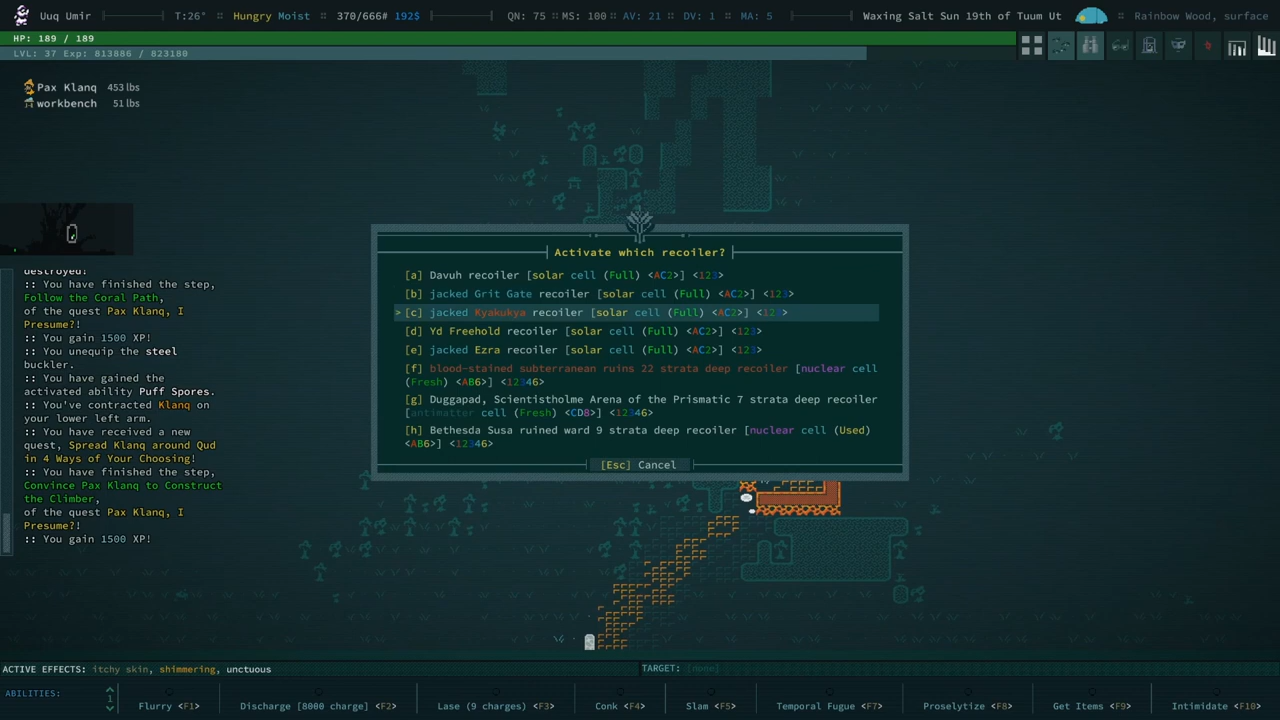 Uuq Umir T:26° :: Hungry Moist :: 370/666# 192$ QN: 75 :: MS: 100 :: AV: 21 :: DV: 1 :: MA: 5 Waxing Salt Sun 19th of Tuum Ut :: Rainbow Wood, surface
HP: 189 / 189
LVL: 37 Exp: 813886 / 823180
Pax Klanq 453 lbs
workbench 51 lbs
destroyed!
:: You have finished the step,
Follow the Coral Path,
of the quest Pax Klanq, I
Presume?!
:: You gain 1500 XP!
:: You unequip the steel
buckler.
:: You have gained the
activated ability Puff Spores.
:: You've contracted Klanq on
your lower left arm.
:: You have received a new
quest, Spread Klanq around Qud
in 4 Ways of Your Choosing!
:: You have finished the step,
Convince Pax Klanq to Construct
the Climber,
of the quest Pax Klanq, I
Presume?!
:: You gain 1500 XP!
Activate which recoiler?
[a] Davuh recoiler [solar cell (Full) <AC2>] <123>
[b] jacked Grit Gate recoiler [solar cell (Full) <AC2>] <123>
> [c] jacked Kyakukya recoiler [solar cell (Full) <AC2>] <123>
[d] Yd Freehold recoiler [solar cell (Full) <AC2>] <123>
[e] jacked Ezra recoiler [solar cell (Full) <AC2>] <123>
[f] blood-stained subterranean ruins 22 strata deep recoiler [nuclear cell
(Fresh) <AB6>] <12346>
[g] Duggapad, Scientistholme Arena of the Prismatic 7 strata deep recoiler
[antimatter cell (Fresh) <CD8>] <12346>
[h] Bethesda Susa ruined ward 9 strata deep recoiler [nuclear cell (Used)
<AB6>] <12346>
[Esc] Cancel
ACTIVE EFFECTS: itchy skin, shimmering, unctuous
TARGET: [none]
ABILITIES: 1 Flurry <F1> Discharge [8000 charge] <F2> Lase (9 charges) <F3> Conk <F4> Slam <F5> Temporal Fugue <F7> Proselytize <F8> Get Items <F9> Intimidate <F10>